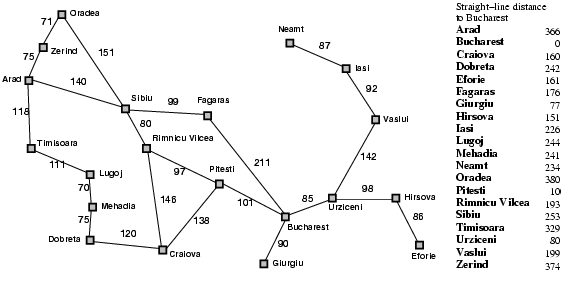 Oradea
71
Neamt
Zerind
87
151
75
Iasi
Arad
140
92
Sibiu
99
Fagaras
118
Vaslui
80
Timisoara
Rimnicu Vilcea
111
Lugoj
97
Pitesti
211
142
70
98
Mehadia
146
101
85
Hirsova
138
Urziceni
75
86
120
Bucharest
Dobreta
90
Craiova
Eforie
Giurgiu
Straight–line distance
to Bucharest
Arad 366
Bucharest 0
Craiova 160
Dobreta 242
Eforie 161
Fagaras 176
Giurgiu 77
Hirsova 151
Iasi 226
Lugoj 244
Mehadia 241
Neamt 234
Oradea 380
Pitesti 10
Rimnicu Vilcea 193
Sibiu 253
Timisoara 329
Urziceni 80
Vaslui 199
Zerind 374